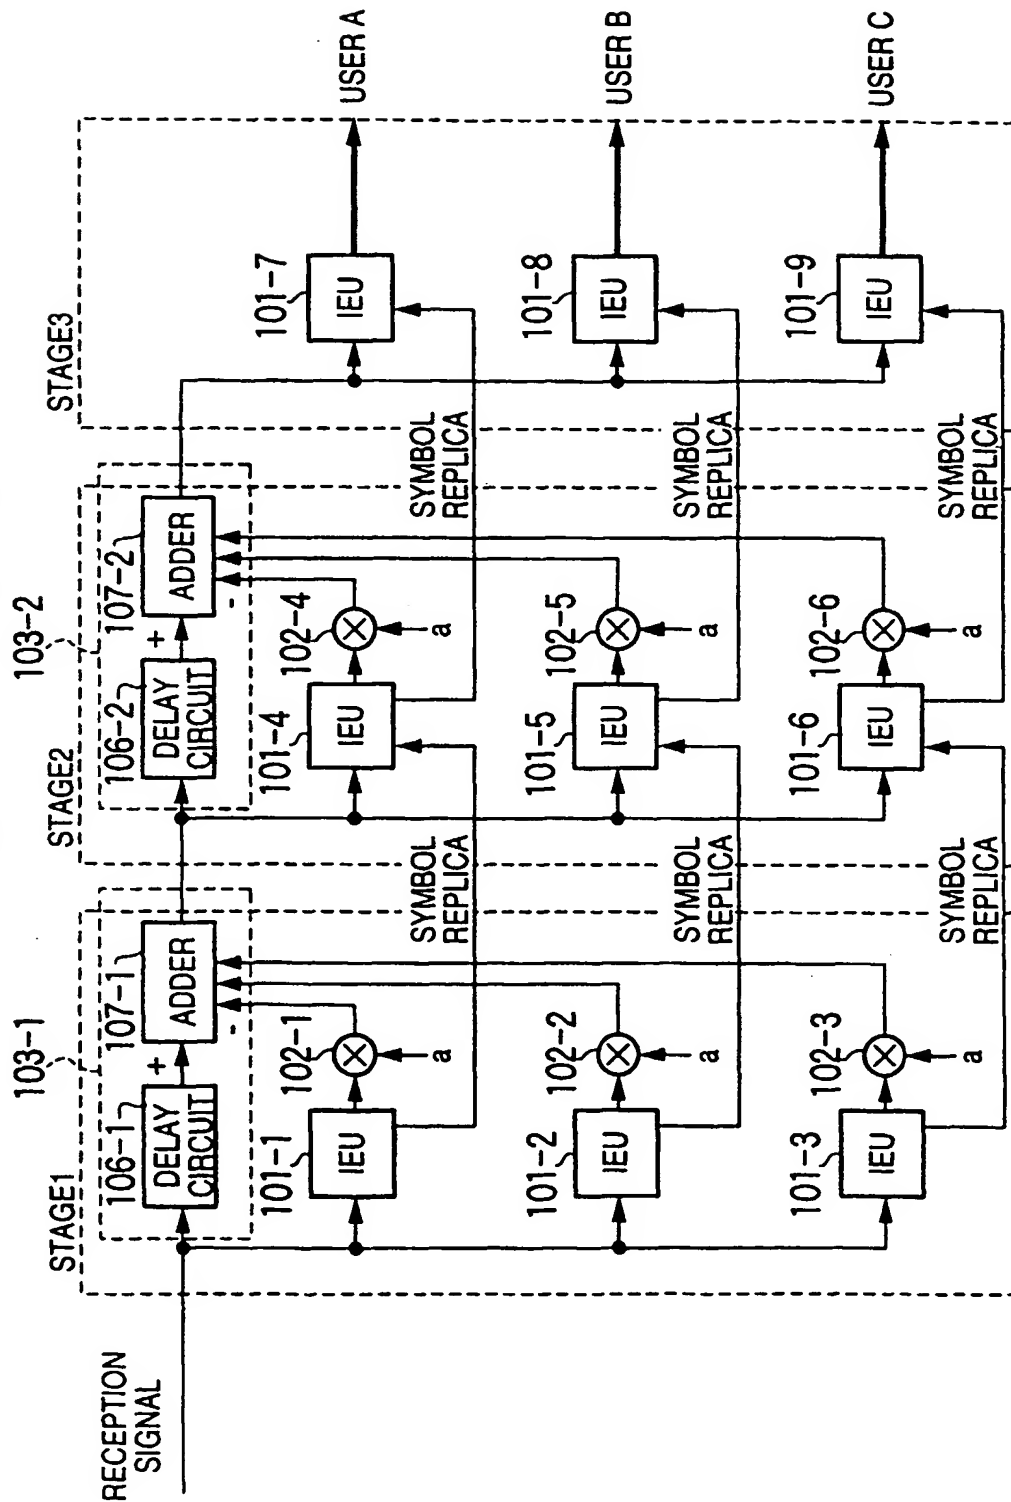 RECEPTION
SIGNAL
STAGE1
103-1
106-1
DELAY
CIRCUIT
+
107-1
ADDER
-
101-1
IEU
102-1
a
101-2
IEU
102-2
a
101-3
IEU
102-3
a
SYMBOL
REPLICA
SYMBOL
REPLICA
SYMBOL
REPLICA
STAGE2
103-2
106-2
DELAY
CIRCUIT
+
107-2
ADDER
-
101-4
IEU
102-4
a
101-5
IEU
102-5
a
101-6
IEU
102-6
a
SYMBOL
REPLICA
SYMBOL
REPLICA
SYMBOL
REPLICA
STAGE3
101-7
IEU
USER A
101-8
IEU
USER B
101-9
IEU
USER C